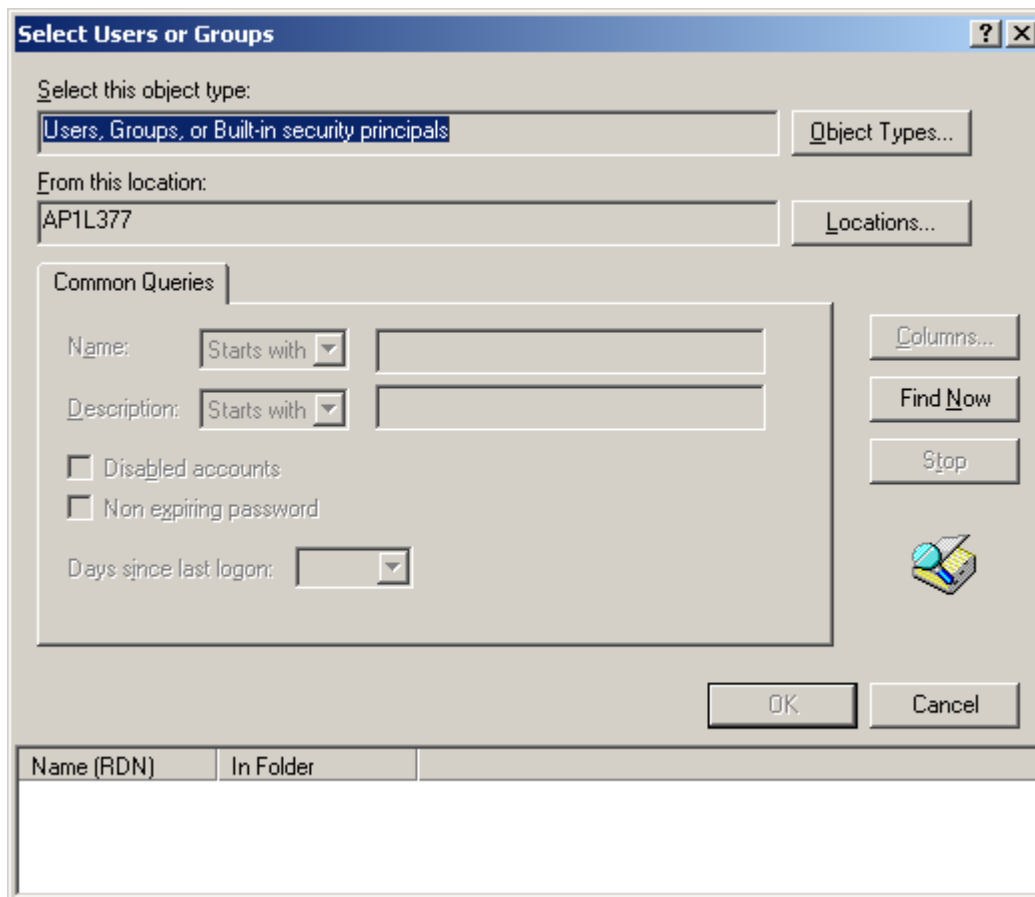 Select Users or Groups
Select this object type:
Users, Groups, or Built-in security principals
Object Types...
From this location:
AP1L377
Locations...
Common Queries
Name:
Starts with
Columns...
Description:
Starts with
Find Now
Disabled accounts
Stop
Non expiring password
Days since last logon:
OK
Cancel
Name (RDN)
In Folder